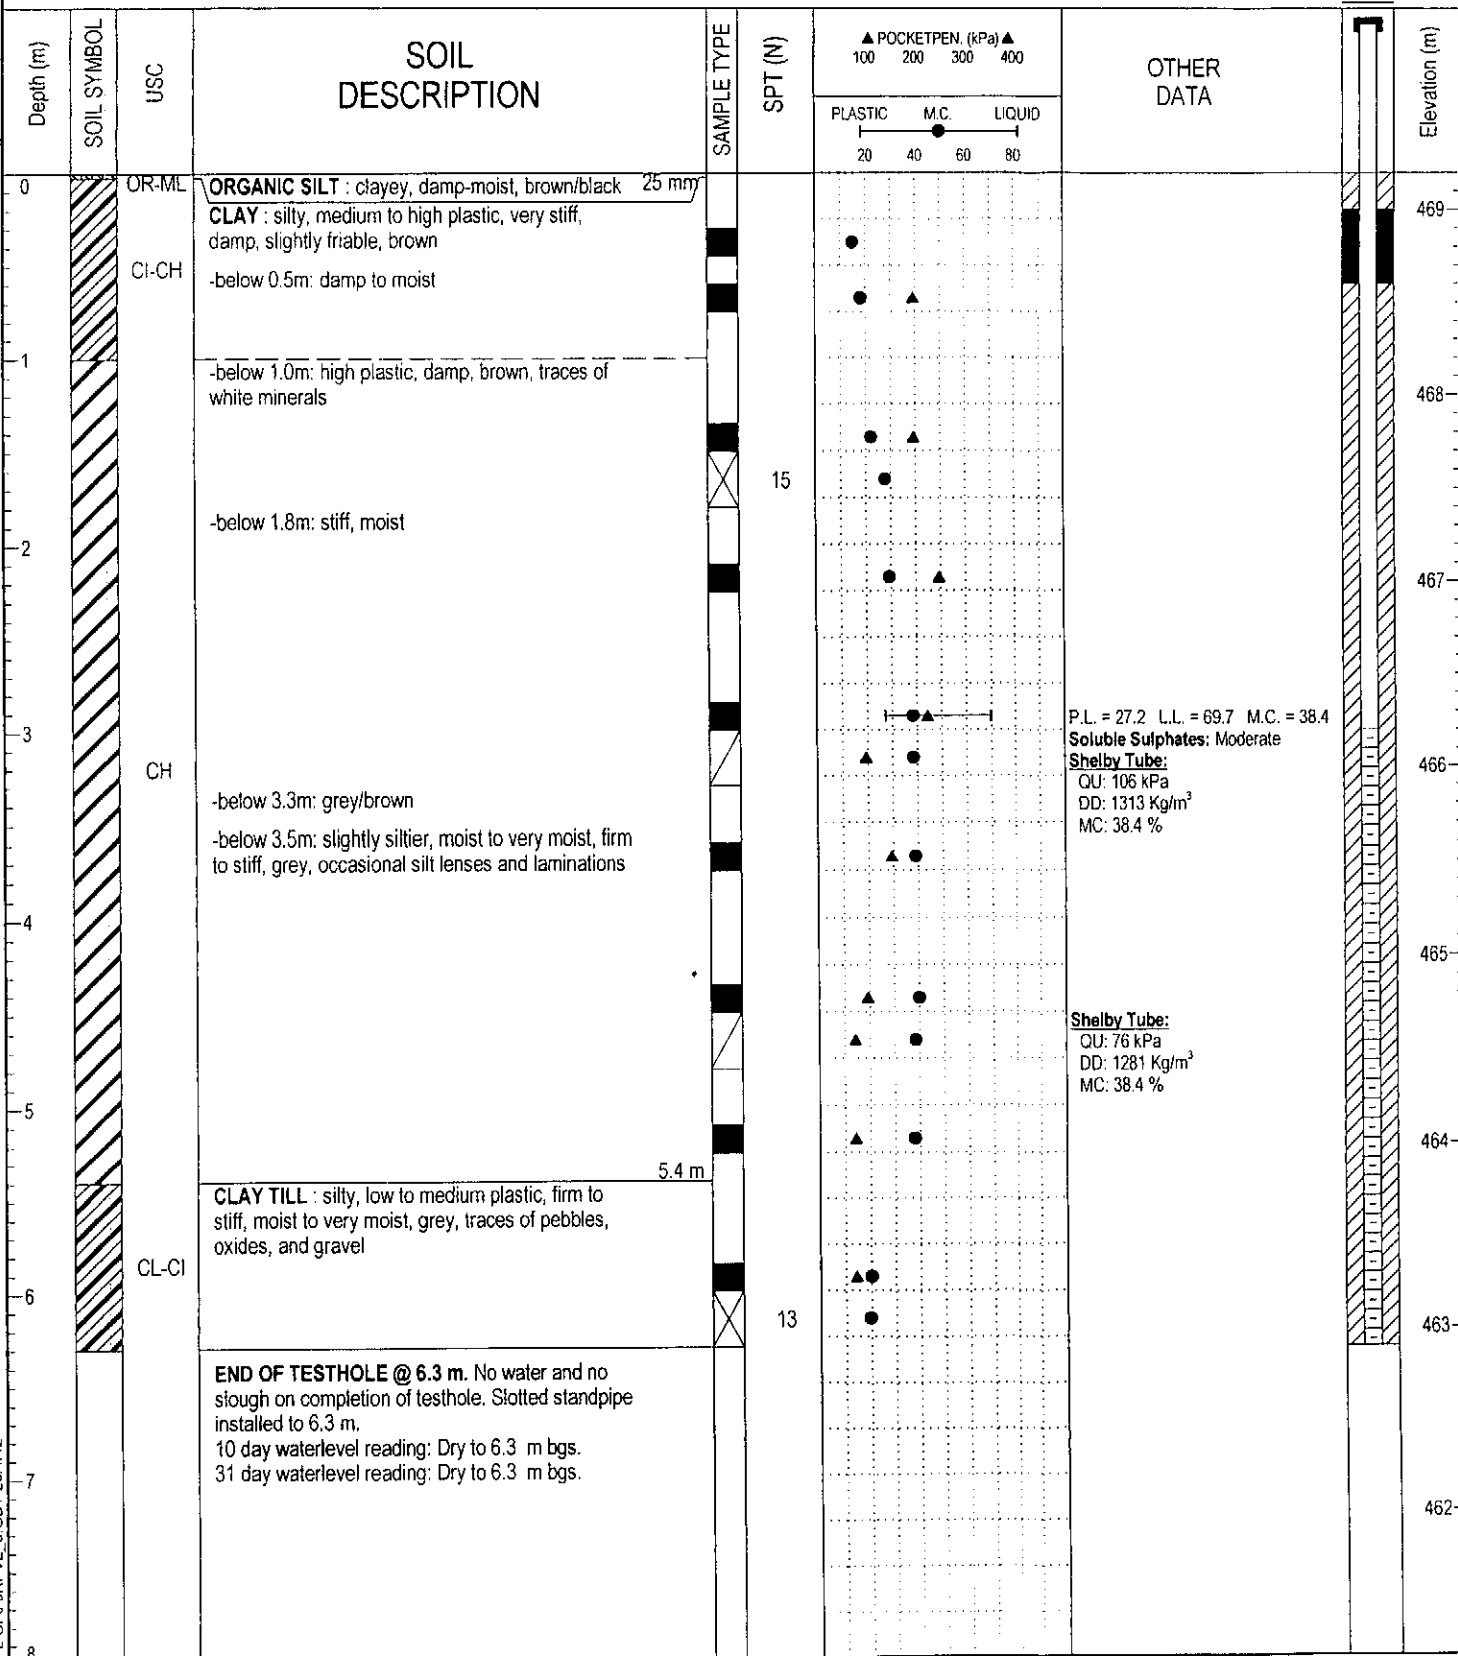 Depth (m)
SOIL SYMBOL
USC
SOIL
DESCRIPTION
SAMPLE TYPE
SPT (N)
▲ POCKETPEN. (kPa) ▲
100 200 300 400
PLASTIC M.C. LIQUID
20 40 60 80
OTHER
DATA
Elevation (m)
0
OR-ML
ORGANIC SILT : clayey, damp-moist, brown/black 25 mm
CLAY : silty, medium to high plastic, very stiff,
damp, slightly friable, brown
469
CI-CH
-below 0.5m: damp to moist
1
-below 1.0m: high plastic, damp, brown, traces of
white minerals
468
15
-below 1.8m: stiff, moist
2
467
P.L. = 27.2 L.L. = 69.7 M.C. = 38.4
3
Soluble Sulphates: Moderate
Shelby Tube:
466
CH
QU: 106 kPa
DD: 1313 Kg/m³
MC: 38.4 %
-below 3.3m: grey/brown
-below 3.5m: slightly siltier, moist to very moist, firm
to stiff, grey, occasional silt lenses and laminations
4
465
Shelby Tube:
QU: 76 kPa
DD: 1281 Kg/m³
MC: 38.4 %
5
464
5.4 m
CLAY TILL : silty, low to medium plastic, firm to
stiff, moist to very moist, grey, traces of pebbles,
oxides, and gravel
CL-CI
6
13
463
END OF TESTHOLE @ 6.3 m. No water and no
slough on completion of testhole. Slotted standpipe
installed to 6.3 m.
10 day waterlevel reading: Dry to 6.3 m bgs.
31 day waterlevel reading: Dry to 6.3 m bgs.
7
462
8